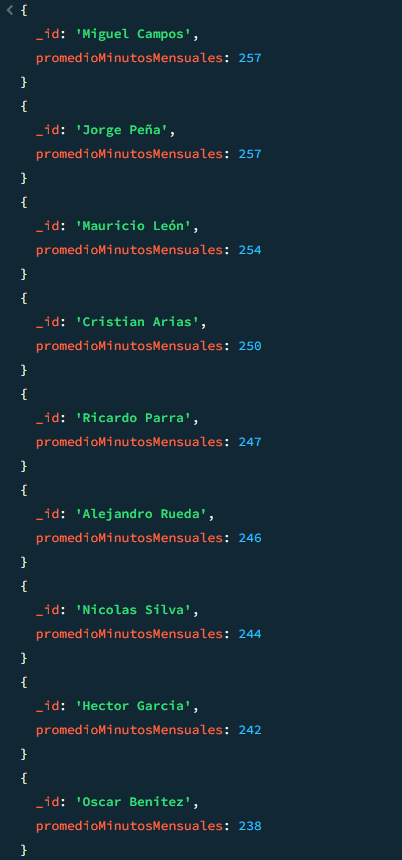 {
_id: 'Miguel Campos',
promedioMinutosMensuales: 257
}
{
_id: 'Jorge Peña',
promedioMinutosMensuales: 257
}
{
_id: 'Mauricio León',
promedioMinutosMensuales: 254
}
{
_id: 'Cristian Arias',
promedioMinutosMensuales: 250
}
{
_id: 'Ricardo Parra',
promedioMinutosMensuales: 247
}
{
_id: 'Alejandro Rueda',
promedioMinutosMensuales: 246
}
{
_id: 'Nicolas Silva',
promedioMinutosMensuales: 244
}
{
_id: 'Hector Garcia',
promedioMinutosMensuales: 242
}
{
_id: 'Oscar Benitez',
promedioMinutosMensuales: 238
}